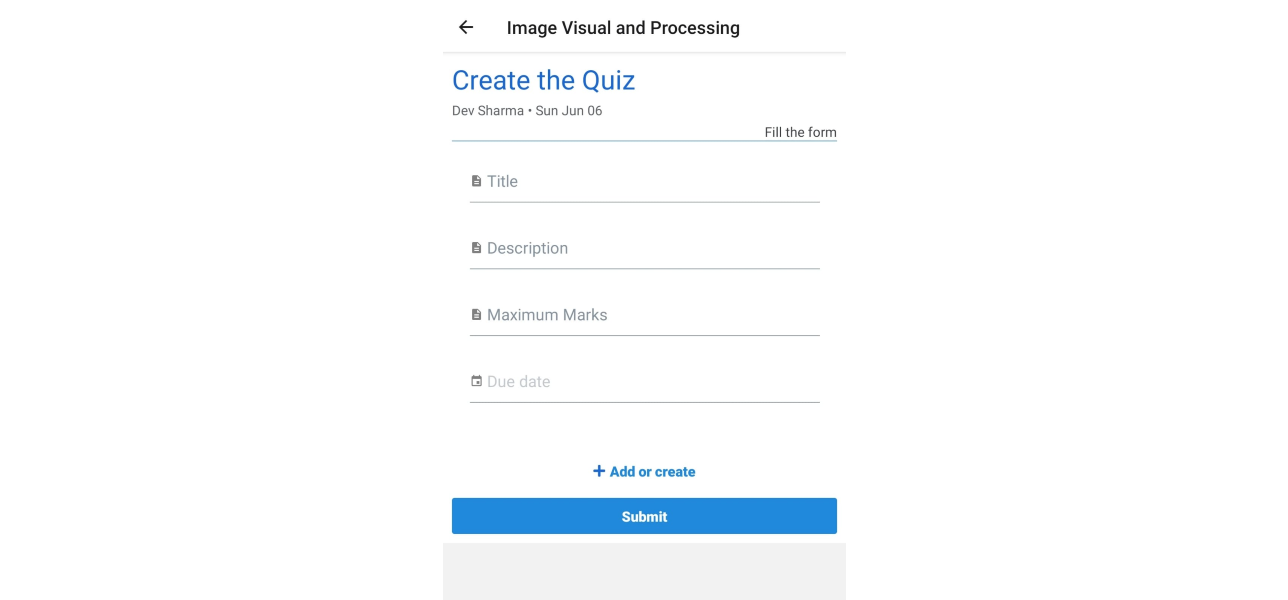 Image Visual and Processing
Create the Quiz
Dev Sharma • Sun Jun 06
Fill the form
Title
Description
Maximum Marks
Due date
+ Add or create
Submit